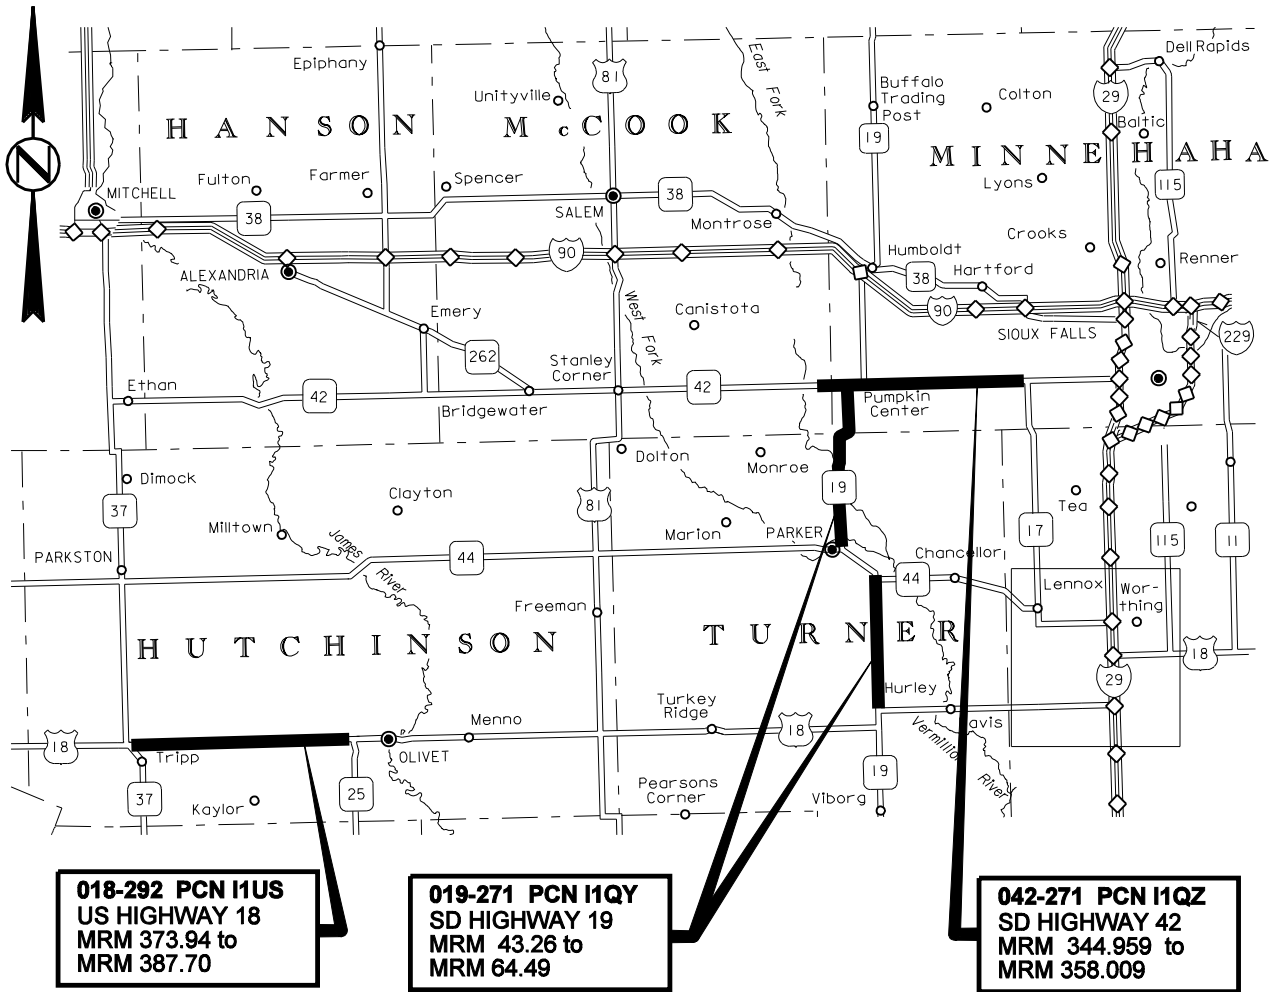 Dell Rapids
Epiphany
East Fork
81
Unityville
Buffalo
Trading
Post
Colton
29
Baltic
HANSON
McCOOK
19
MINNEHAHA
Lyons
115
MITCHELL
Fulton
Farmer
Spencer
38
SALEM
38
Montrose
Crooks
Humboldt
Renner
90
ALEXANDRIA
38
Hartford
Emery
West Fork
Canistota
90
SIOUX FALLS
229
262
Stanley
Corner
Ethan
42
Bridgewater
42
Pumpkin
Center
Dolton
Monroe
Dimock
Clayton
81
19
37
Milltown
James River
Marion
PARKER
Tea
17
115
11
PARKSTON
44
Chancellor
44
Lennox
Wor-
thing
Freeman
HUTCHINSON
TURNER
18
Hurley
29
Turkey
Ridge
Menno
18
Vermillion River
avis
18
Tripp
OLIVET
37
Kaylor
25
Pearsons
Corner
19
Viborg
N
018-292 PCN I1US
US HIGHWAY 18
MRM 373.94 to
MRM 387.70
019-271 PCN I1QY
SD HIGHWAY 19
MRM 43.26 to
MRM 64.49
042-271 PCN I1QZ
SD HIGHWAY 42
MRM 344.959 to
MRM 358.009